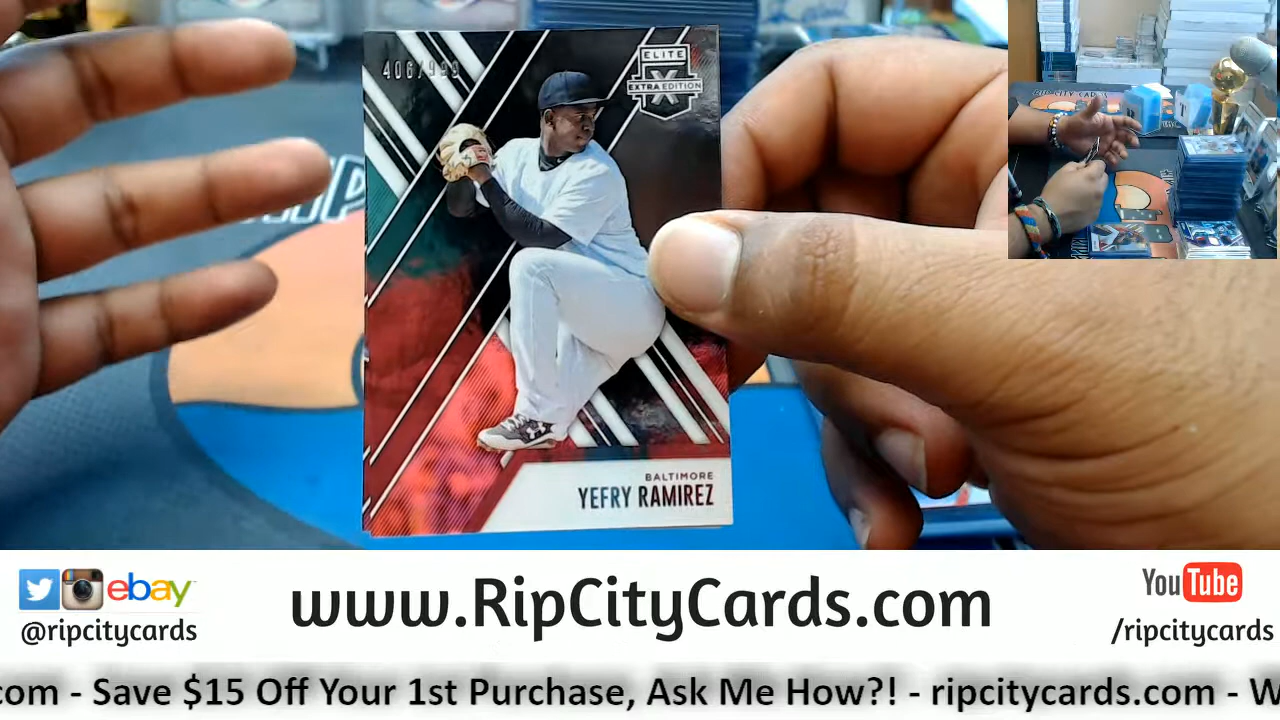 406/999
ELITE
X
EXTRA EDITION
BALTIMORE
YEFRY RAMIREZ
ebay
@ripcitycards
www.RipCityCards.com
YouTube
/ripcitycards
com - Save $15 Off Your 1st Purchase, Ask Me How?! - ripcitycards.com - W